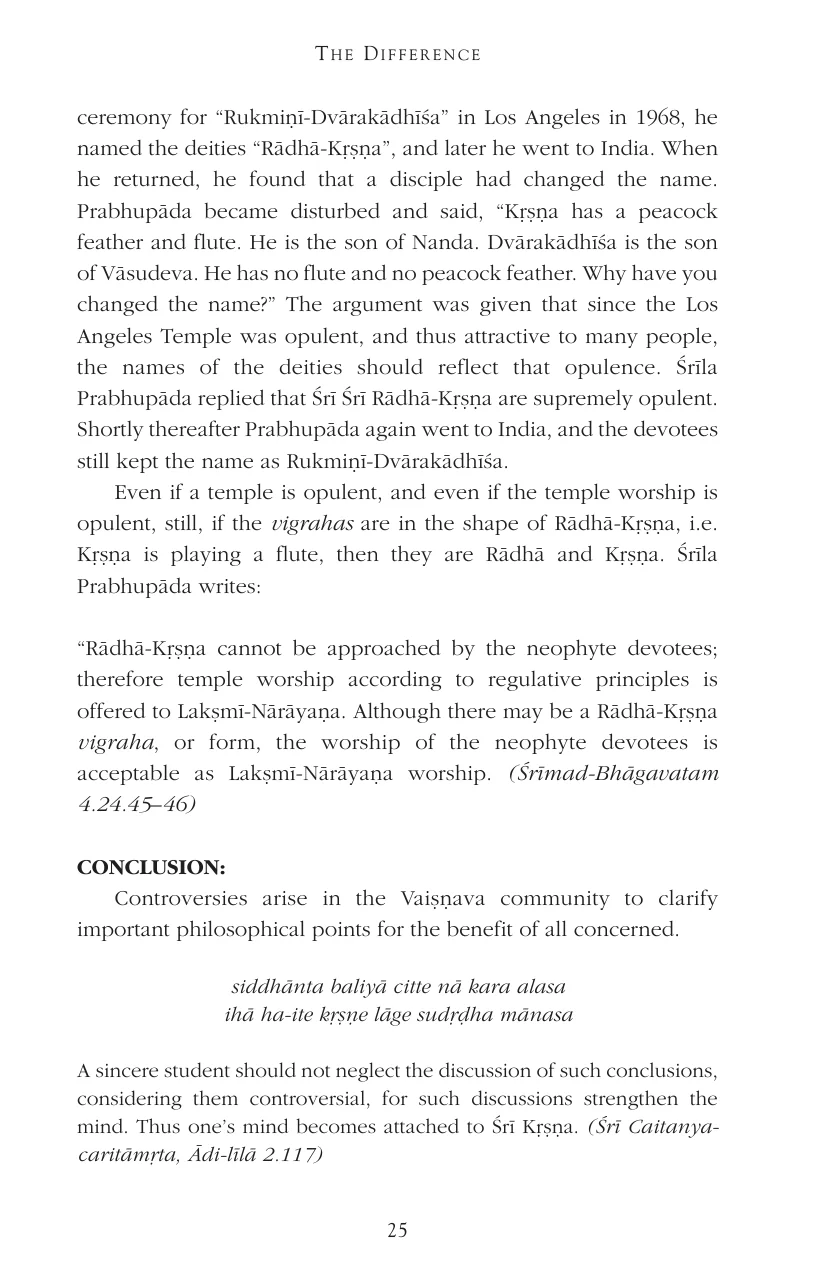 THE DIFFERENCE
ceremony for “Rukmiṇī-Dvārakādhīśa” in Los Angeles in 1968, he
named the deities “Rādhā-Kṛṣṇa”, and later he went to India. When
he returned, he found that a disciple had changed the name.
Prabhupāda became disturbed and said, “Kṛṣṇa has a peacock
feather and flute. He is the son of Nanda. Dvārakādhīśa is the son
of Vāsudeva. He has no flute and no peacock feather. Why have you
changed the name?” The argument was given that since the Los
Angeles Temple was opulent, and thus attractive to many people,
the names of the deities should reflect that opulence. Śrīla
Prabhupāda replied that Śrī Śrī Rādhā-Kṛṣṇa are supremely opulent.
Shortly thereafter Prabhupāda again went to India, and the devotees
still kept the name as Rukmiṇī-Dvārakādhīśa.
Even if a temple is opulent, and even if the temple worship is
opulent, still, if the vigrahas are in the shape of Rādhā-Kṛṣṇa, i.e.
Kṛṣṇa is playing a flute, then they are Rādhā and Kṛṣṇa. Śrīla
Prabhupāda writes:
“Rādhā-Kṛṣṇa cannot be approached by the neophyte devotees;
therefore temple worship according to regulative principles is
offered to Lakṣmī-Nārāyaṇa. Although there may be a Rādhā-Kṛṣṇa
vigraha, or form, the worship of the neophyte devotees is
acceptable as Lakṣmī-Nārāyaṇa worship. (Śrīmad-Bhāgavatam
4.24.45–46)
CONCLUSION:
Controversies arise in the Vaiṣṇava community to clarify
important philosophical points for the benefit of all concerned.
siddhānta baliyā citte nā kara alasa
ihā ha-ite kṛṣṇe lāge sudṛḍha mānasa
A sincere student should not neglect the discussion of such conclusions,
considering them controversial, for such discussions strengthen the
mind. Thus one’s mind becomes attached to Śrī Kṛṣṇa. (Śrī Caitanya-
caritāmṛta, Ādi-līlā 2.117)
25